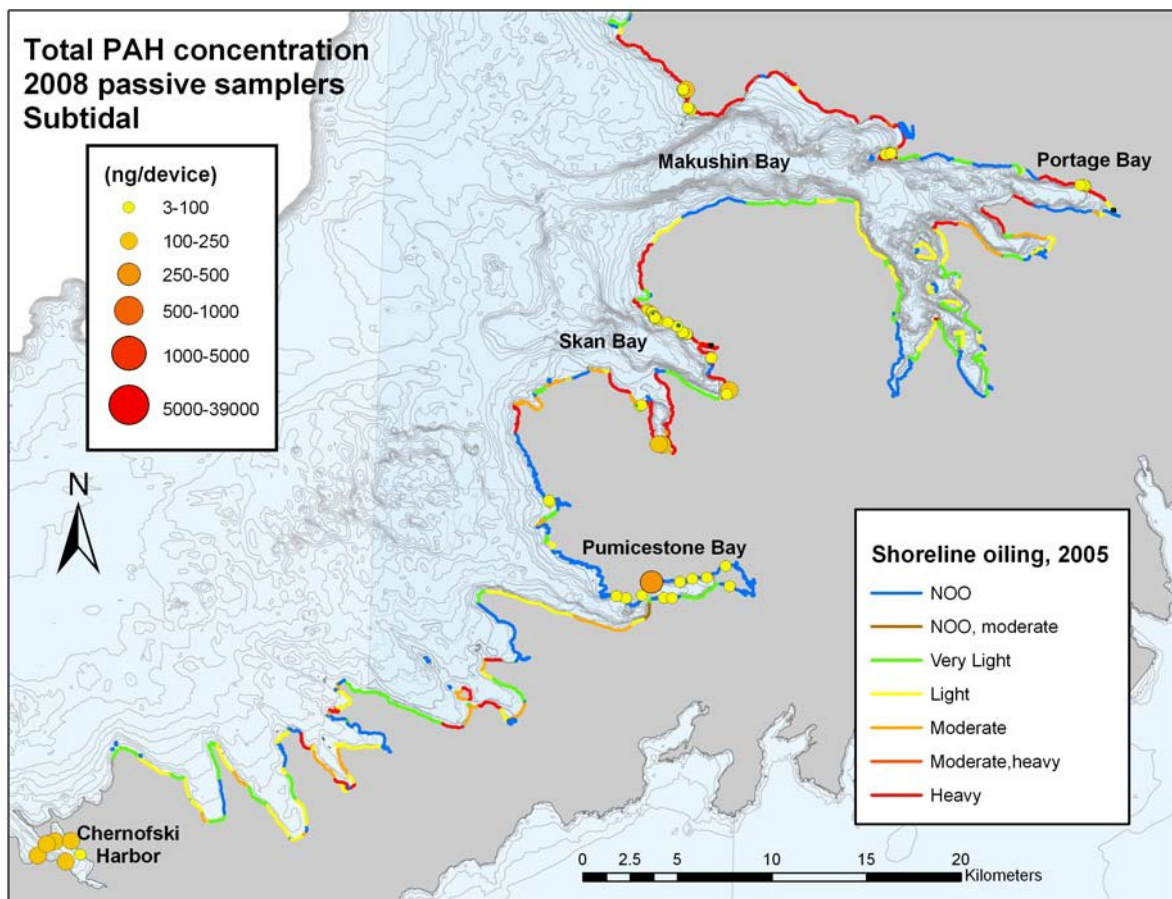 Total PAH concentration
2008 passive samplers
Subtidal
(ng/device)
3-100
100-250
250-500
500-1000
1000-5000
5000-39000
Makushin Bay
Portage Bay
Skan Bay
N
Pumicestone Bay
Chernofski
Harbor
Shoreline oiling, 2005
NOO
NOO, moderate
Very Light
Light
Moderate
Moderate,heavy
Heavy
0 2.5 5 10 15 20
Kilometers